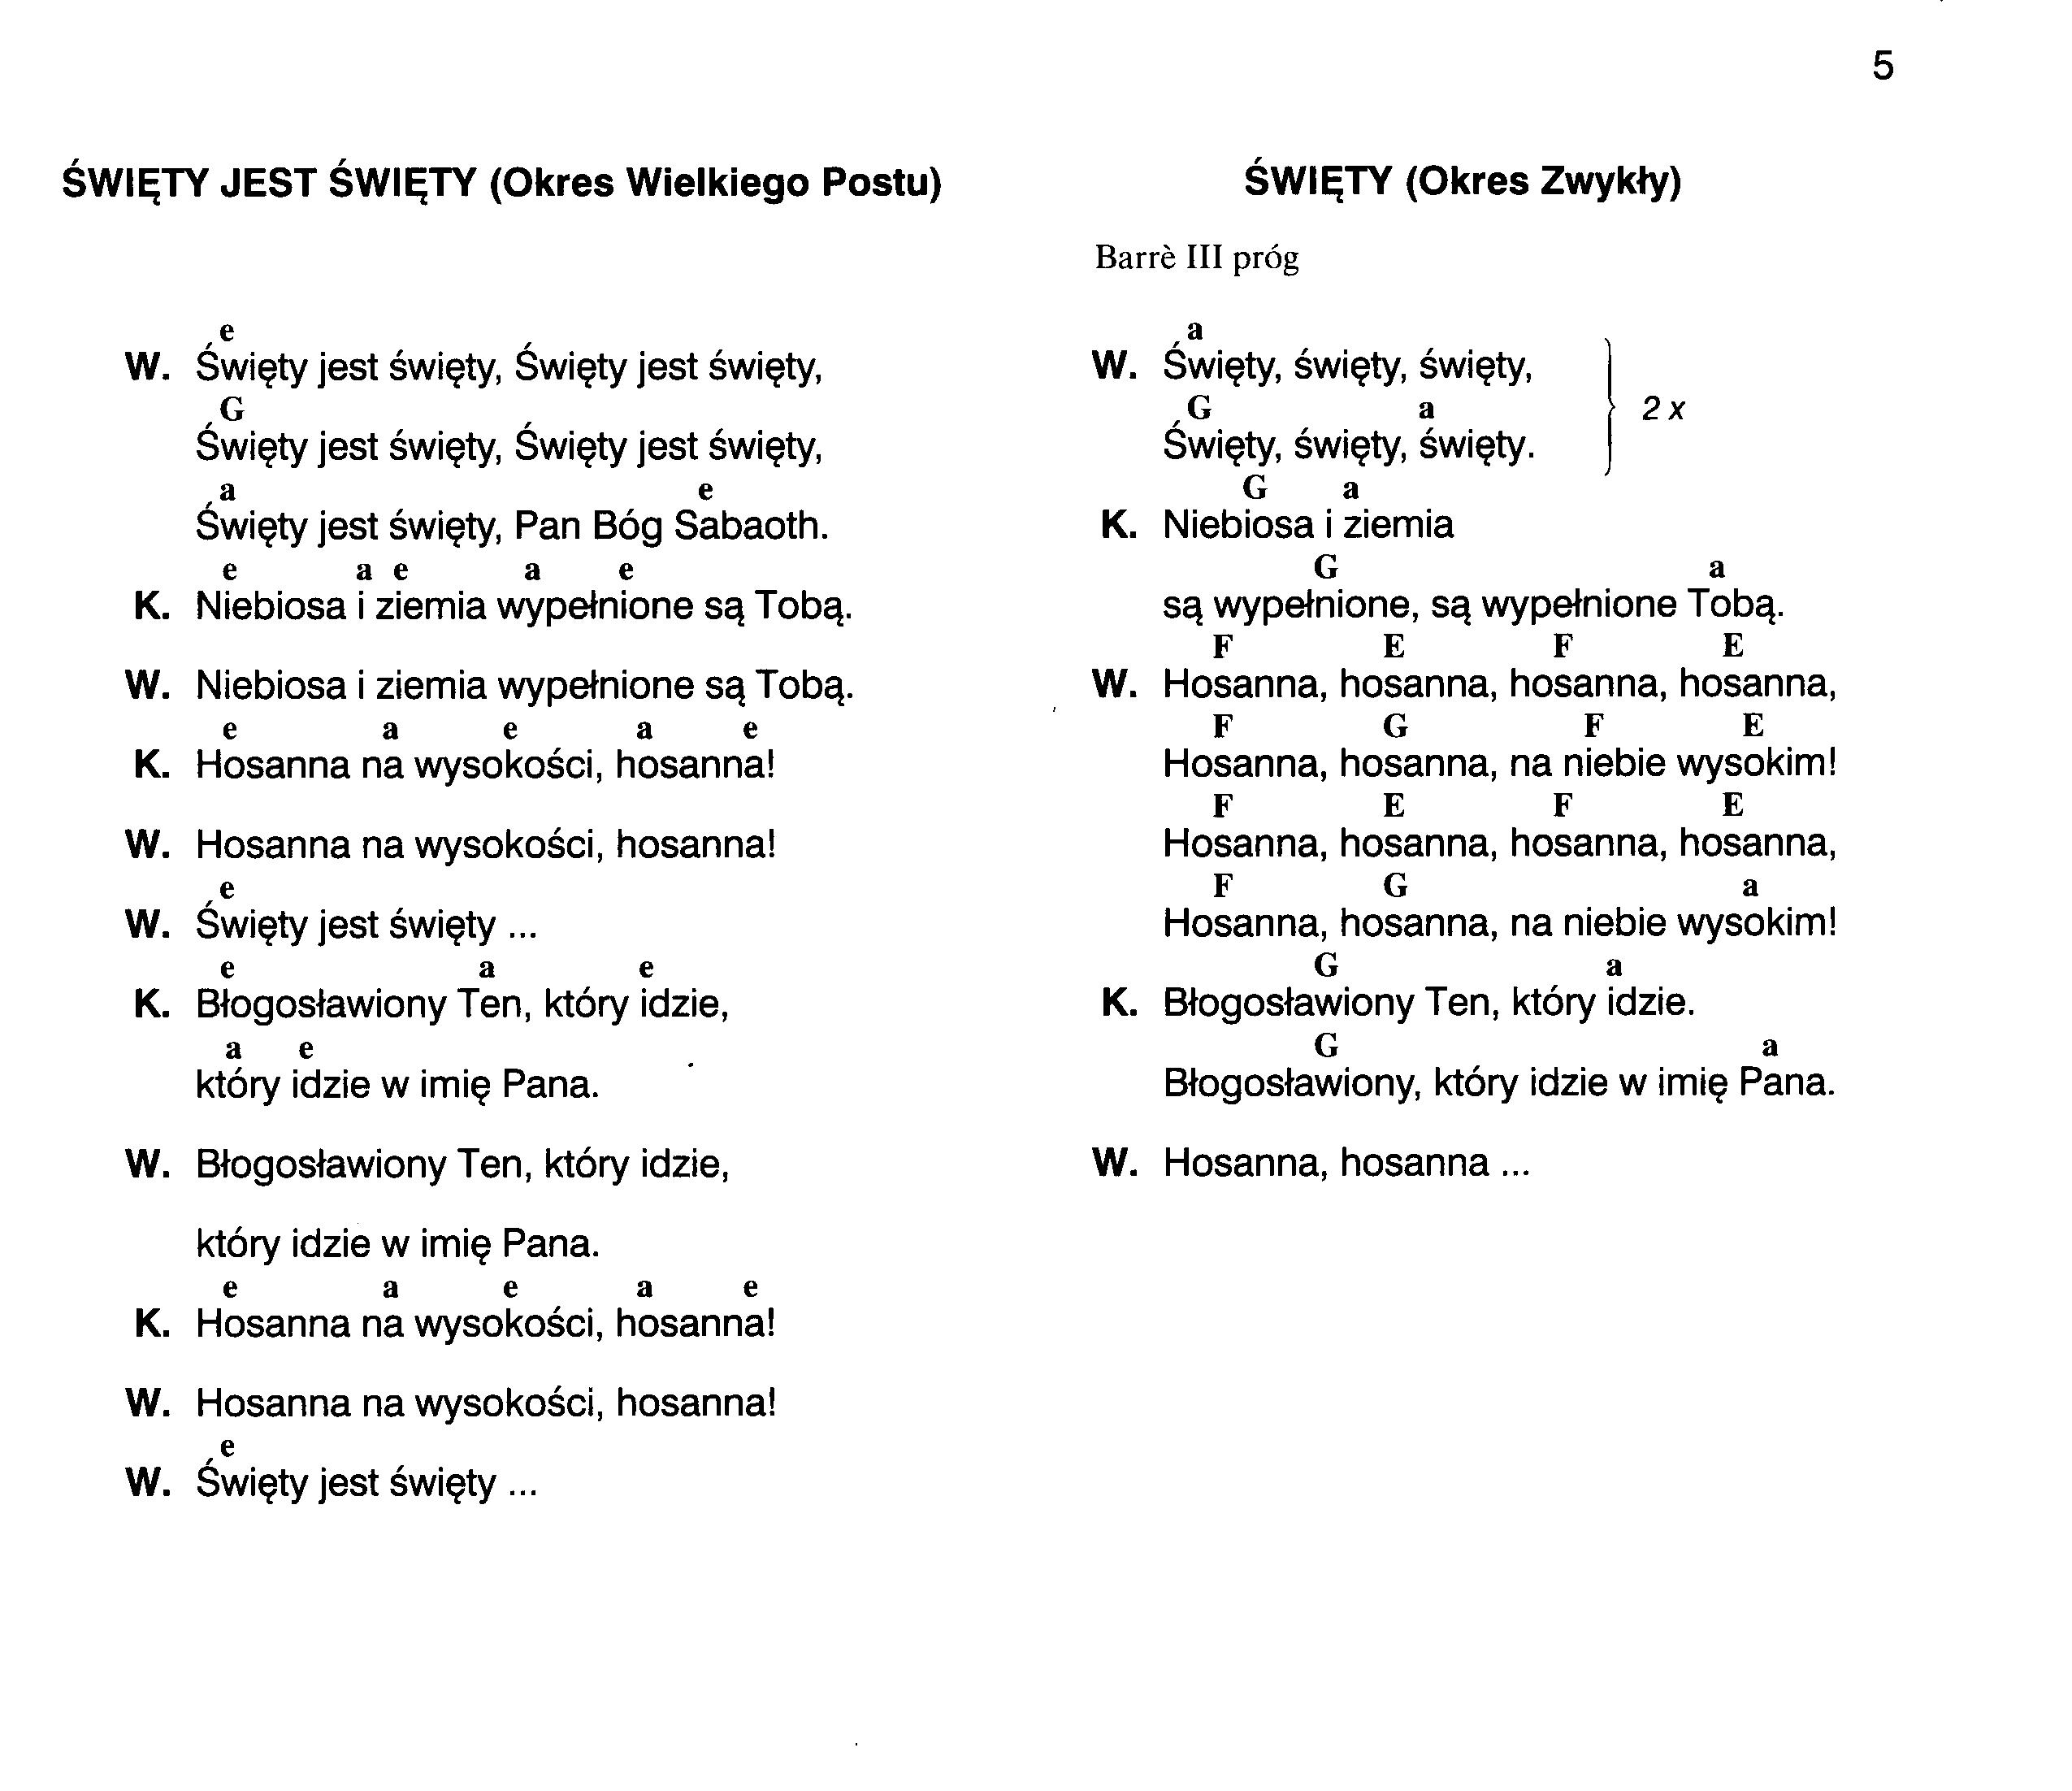 5
ŚWIĘTY JEST ŚWIĘTY (Okres Wielkiego Postu)
e
W. Święty jest święty, Święty jest święty,
G
Święty jest święty, Święty jest święty,
a e
Święty jest święty, Pan Bóg Sabaoth.
e a e a e
K. Niebiosa i ziemia wypełnione są Tobą.
W. Niebiosa i ziemia wypełnione są Tobą.
e a e a e
K. Hosanna na wysokości, hosanna!
W. Hosanna na wysokości, hosanna!
e
W. Święty jest święty ...
e a e
K. Błogosławiony Ten, który idzie,
a e
który idzie w imię Pana.
W. Błogosławiony Ten, który idzie,
który idzie w imię Pana.
e a e a e
K. Hosanna na wysokości, hosanna!
W. Hosanna na wysokości, hosanna!
e
W. Święty jest święty ...
ŚWIĘTY (Okres Zwykły)
Barrè III próg
a
W. Święty, święty, święty,
G a
Święty, święty, święty.
2 x
G a
K. Niebiosa i ziemia
G a
są wypełnione, są wypełnione Tobą.
F E F E
W. Hosanna, hosanna, hosanna, hosanna,
F G F E
Hosanna, hosanna, na niebie wysokim!
F E F E
Hosanna, hosanna, hosanna, hosanna,
F G a
Hosanna, hosanna, na niebie wysokim!
G a
K. Błogosławiony Ten, który idzie.
G a
Błogosławiony, który idzie w imię Pana.
W. Hosanna, hosanna ...